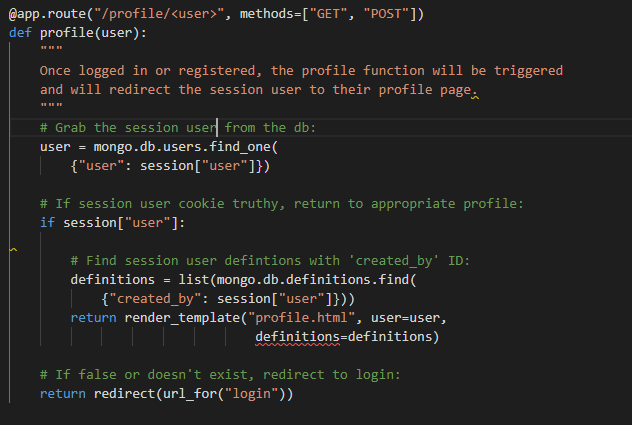 @app.route("/profile/<user>", methods=["GET", "POST"])
def profile(user):
    """
    Once logged in or registered, the profile function will be triggered
    and will redirect the session user to their profile page.
    """
    # Grab the session user from the db:
    user = mongo.db.users.find_one(
        {"user": session["user"]})

    # If session user cookie truthy, return to appropriate profile:
    if session["user"]:

        # Find session user defintions with 'created_by' ID:
        definitions = list(mongo.db.definitions.find(
            {"created_by": session["user"]}))
        return render_template("profile.html", user=user,
                                definitions=definitions)

    # If false or doesn't exist, redirect to login:
    return redirect(url_for("login"))